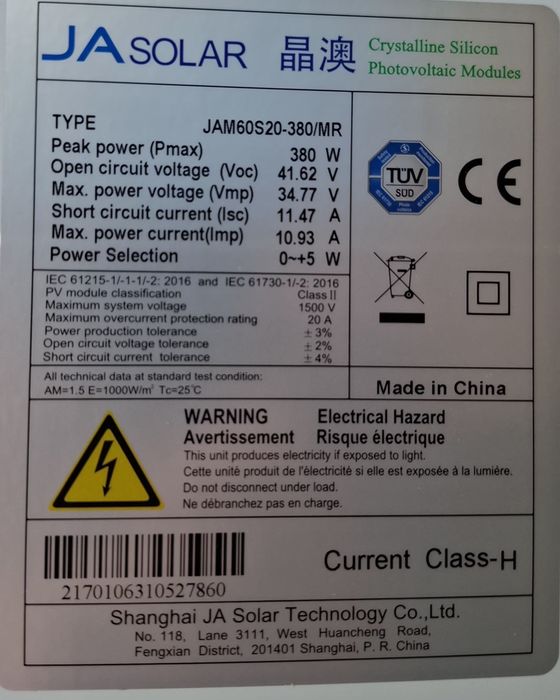 JA SOLAR 晶澳 Crystalline Silicon
Photovoltaic Modules
TYPE JAM60S20-380/MR
Peak power (Pmax) 380 W
Open circuit voltage (Voc) 41.62 V
Max. power voltage (Vmp) 34.77 V
Short circuit current (Isc) 11.47 A
Max. power current(Imp) 10.93 A
Power Selection 0~+5 W
TÜV
SÜD
CE
IEC 61215-1/-1-1/-2: 2016 and IEC 61730-1/-2: 2016
PV module classification Class II
Maximum system voltage 1500 V
Maximum overcurrent protection rating 20 A
Power production tolerance ±3%
Open circuit voltage tolerance ±2%
Short circuit current tolerance ±4%
All technical data at standard test condition:
AM=1.5 E=1000W/m² Tc=25℃
Made in China
WARNING Electrical Hazard
Avertissement Risque électrique
This unit produces electricity if exposed to light.
Cette unité produit de l'électricité si elle est exposée à la lumière.
Do not disconnect under load.
Ne débranchez pas en charge.
2170106310527860
Current Class-H
Shanghai JA Solar Technology Co.,Ltd.
No. 118, Lane 3111, West Huancheng Road,
Fengxian District, 201401 Shanghai, P. R. China